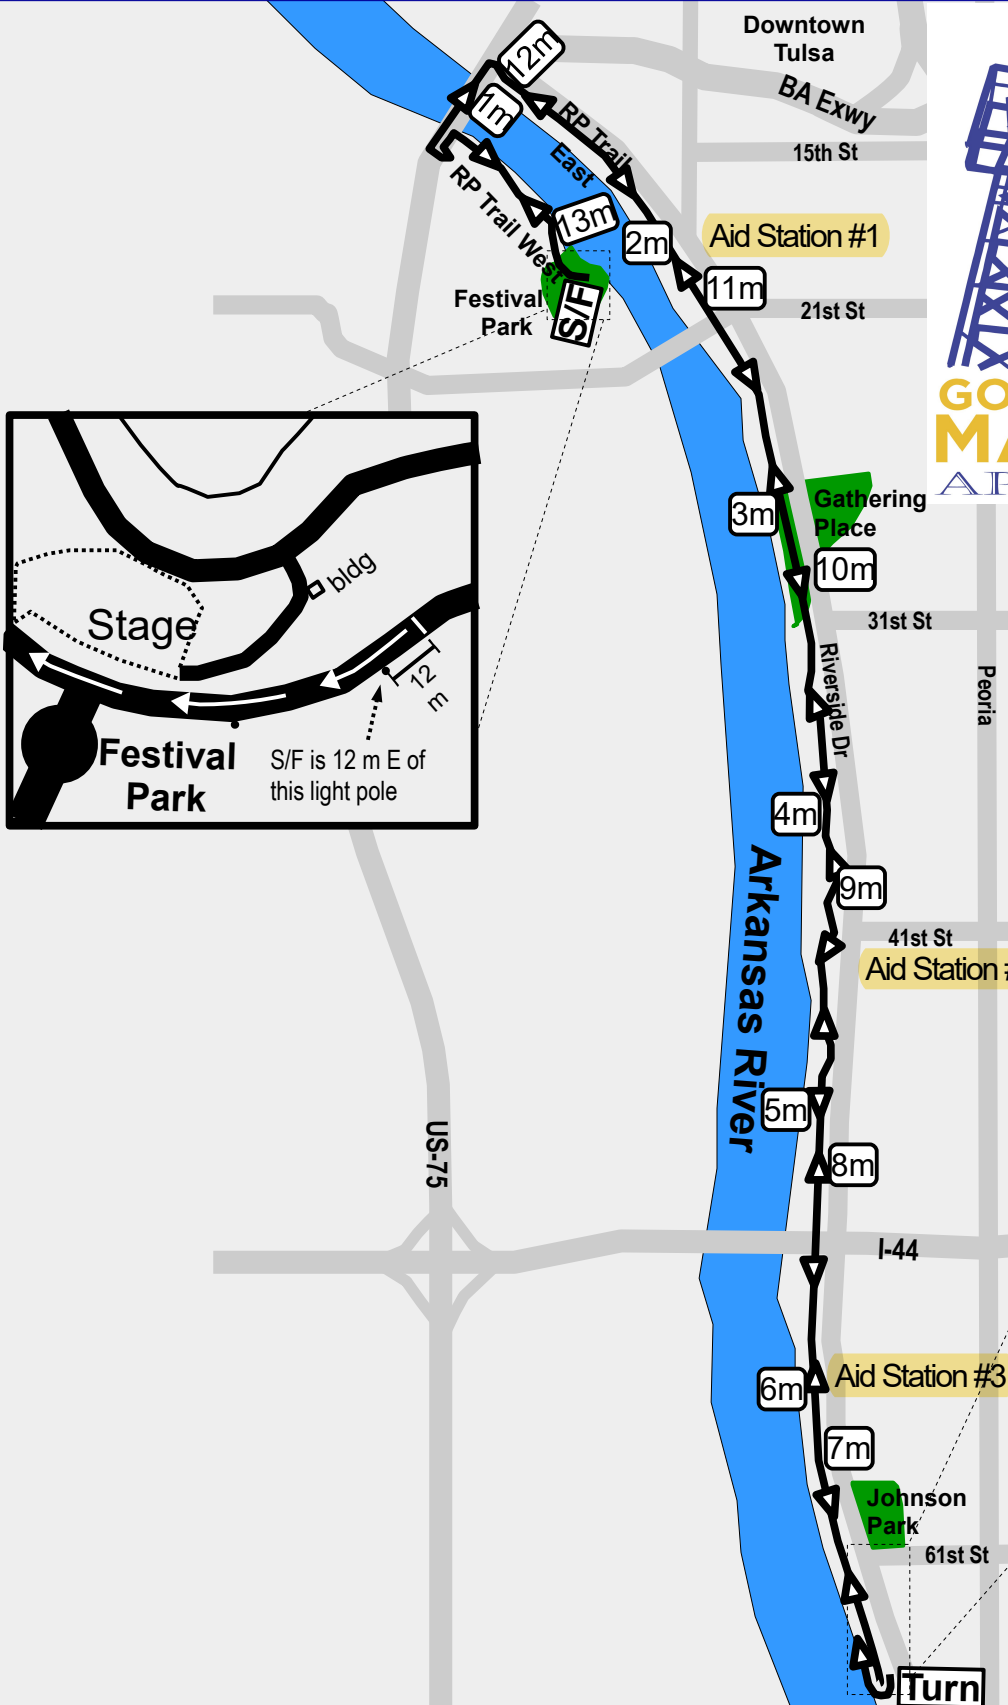 Downtown
Tulsa
12m
BA Exwy
1m
RP Trail
East
15th St
RP Trail West
13m
2m
Aid Station #1
11m
Festival
Park
S/F
21st St
GO
MA
AP
3m
Gathering
Place
10m
31st St
bldg
Stage
12
m
Festival
Park
S/F is 12 m E of
this light pole
Riverside Dr
Peoria
4m
9m
41st St
Aid Station #
Arkansas River
5m
US-75
8m
I-44
Aid Station #3
6m
7m
Johnson
Park
61st St
Turn